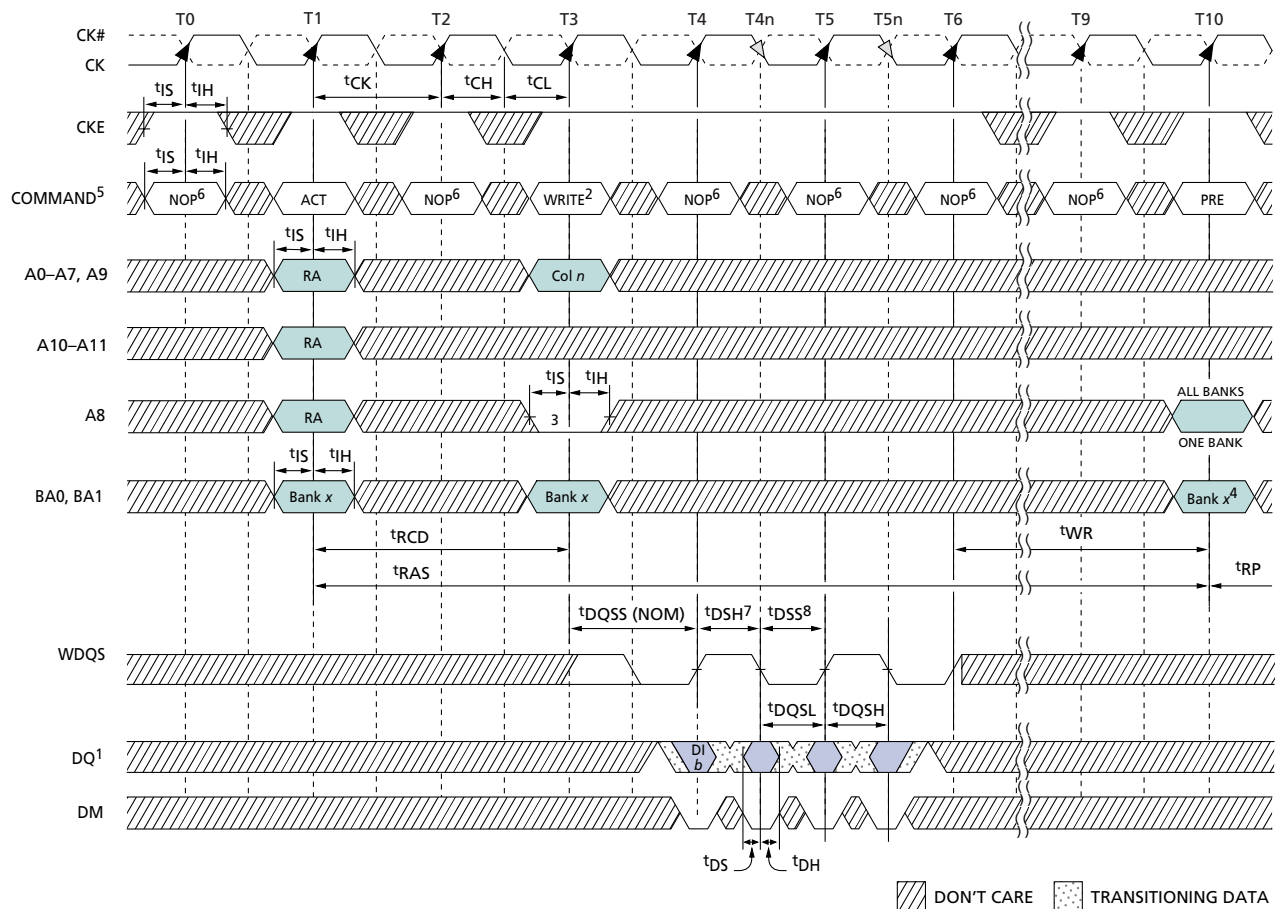 T0 T1 T2 T3 T4 T4n T5 T5n T6 T9 T10
CK#
CK
tIS tIH tCK tCH tCL
CKE
tIS tIH
COMMAND5 NOP6 ACT NOP6 WRITE2 NOP6 NOP6 NOP6 NOP6 PRE
tIS tIH
A0–A7, A9 RA Col n
A10–A11 RA
tIS tIH ALL BANKS
A8 RA 3
ONE BANK
tIS tIH
BA0, BA1 Bank x Bank x Bank x4
tRCD tWR
tRAS tRP
tDQSS (NOM) tDSH7 tDSS8
WDQS
tDQSL tDQSH
DQ1 DI
b
DM
tDS tDH
DON'T CARE TRANSITIONING DATA